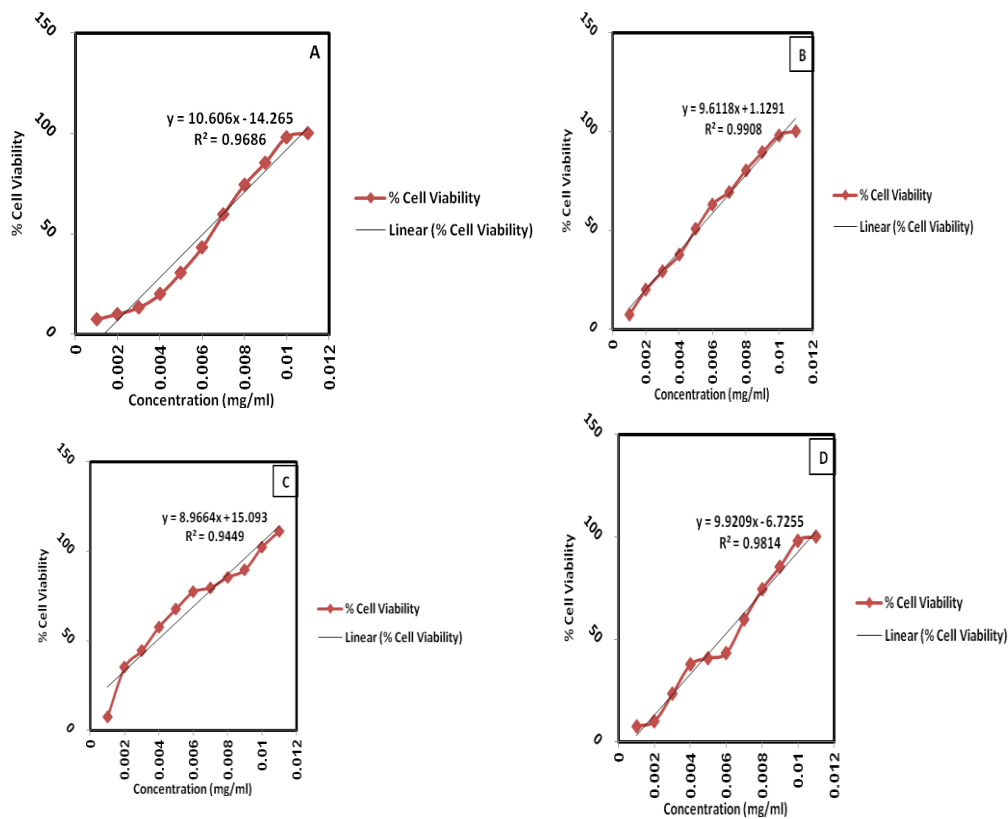 A
150
100
50
0
% Cell Viability
y = 10.606x - 14.265
R² = 0.9686
0
0.002
0.004
0.006
0.008
0.01
0.012
Concentration (mg/ml)
% Cell Viability
Linear (% Cell Viability)
B
150
100
50
0
% Cell Viability
y = 9.6118x + 1.1291
R² = 0.9908
0
0.002
0.004
0.006
0.008
0.01
0.012
Concentration (mg/ml)
% Cell Viability
Linear (% Cell Viability)
C
150
100
50
0
% Cell Viability
y = 8.9664x + 15.093
R² = 0.9449
0
0.002
0.004
0.006
0.008
0.01
0.012
Concentration (mg/ml)
% Cell Viability
Linear (% Cell Viability)
D
150
100
50
0
% Cell Viability
y = 9.9209x - 6.7255
R² = 0.9814
0
0.002
0.004
0.006
0.008
0.01
0.012
Concentration (mg/ml)
% Cell Viability
Linear (% Cell Viability)